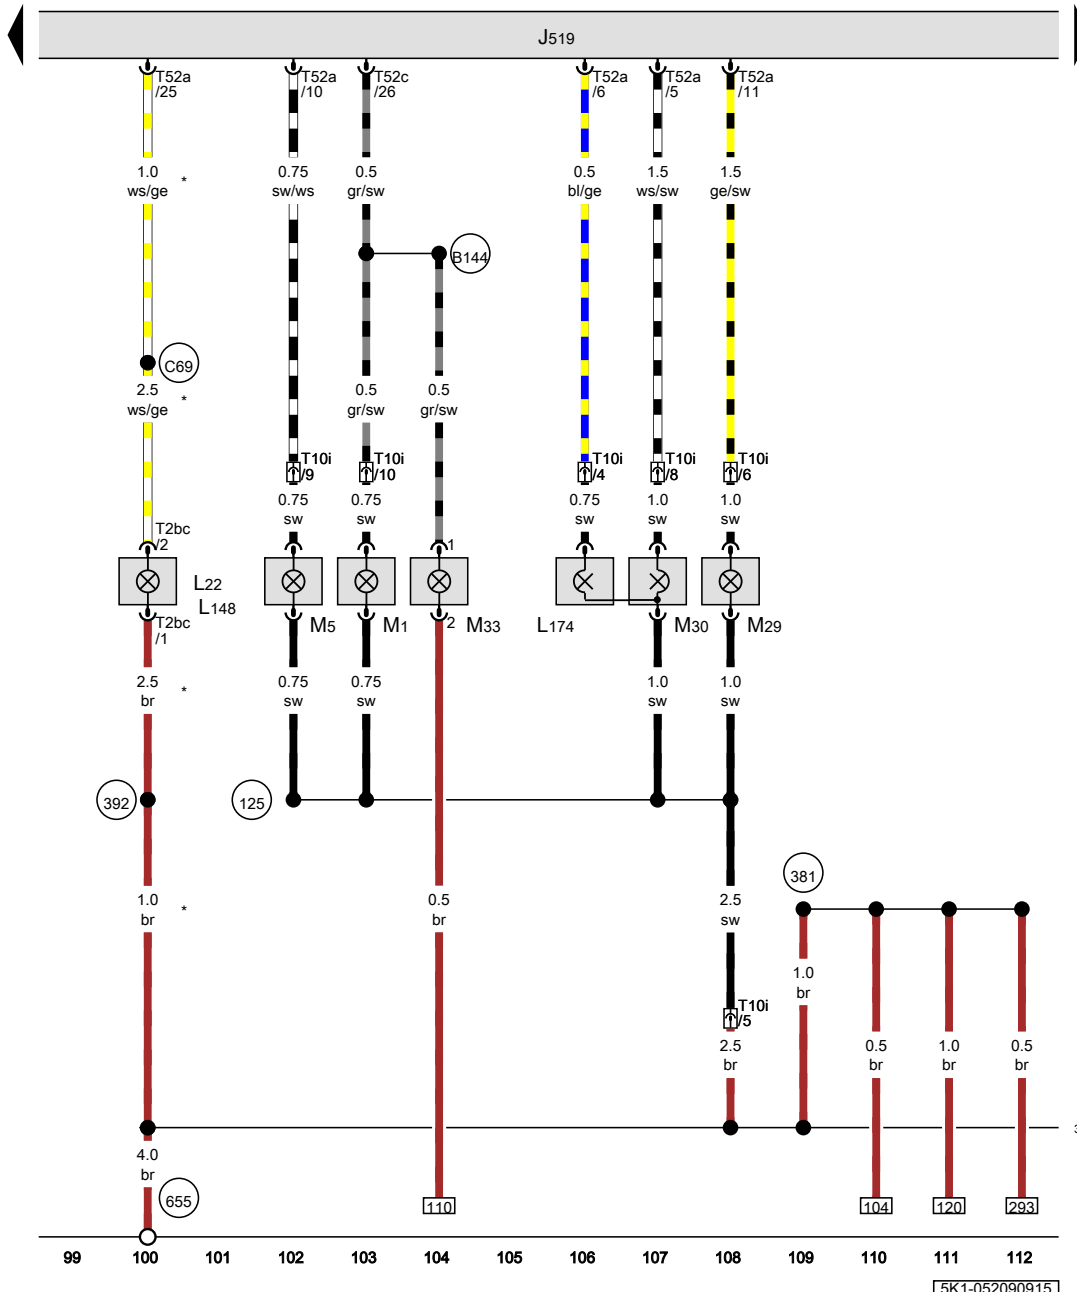 J519
T52a
/25
T52a
/10
T52c
/26
T52a
/6
T52a
/5
T52a
/11
1.0
ws/ge
*
0.75
sw/ws
0.5
gr/sw
0.5
bl/ge
1.5
ws/sw
1.5
ge/sw
B144
C69
2.5
ws/ge
*
0.5
gr/sw
0.5
gr/sw
T10i
/9
T10i
/10
T10i
/4
T10i
/8
T10i
/6
0.75
sw
0.75
sw
0.75
sw
1.0
sw
1.0
sw
T2bc
/2
1
L22
L148
T2bc
/1
M5
M1
2
M33
L174
M30
M29
2.5
br
*
0.75
sw
0.75
sw
1.0
sw
1.0
sw
392
125
381
1.0
br
*
0.5
br
2.5
sw
1.0
br
T10i
/5
2.5
br
0.5
br
1.0
br
0.5
br
4.0
br
655
110
104
120
293
99 100 101 102 103 104 105 106 107 108 109 110 111 112
5K1-052090915